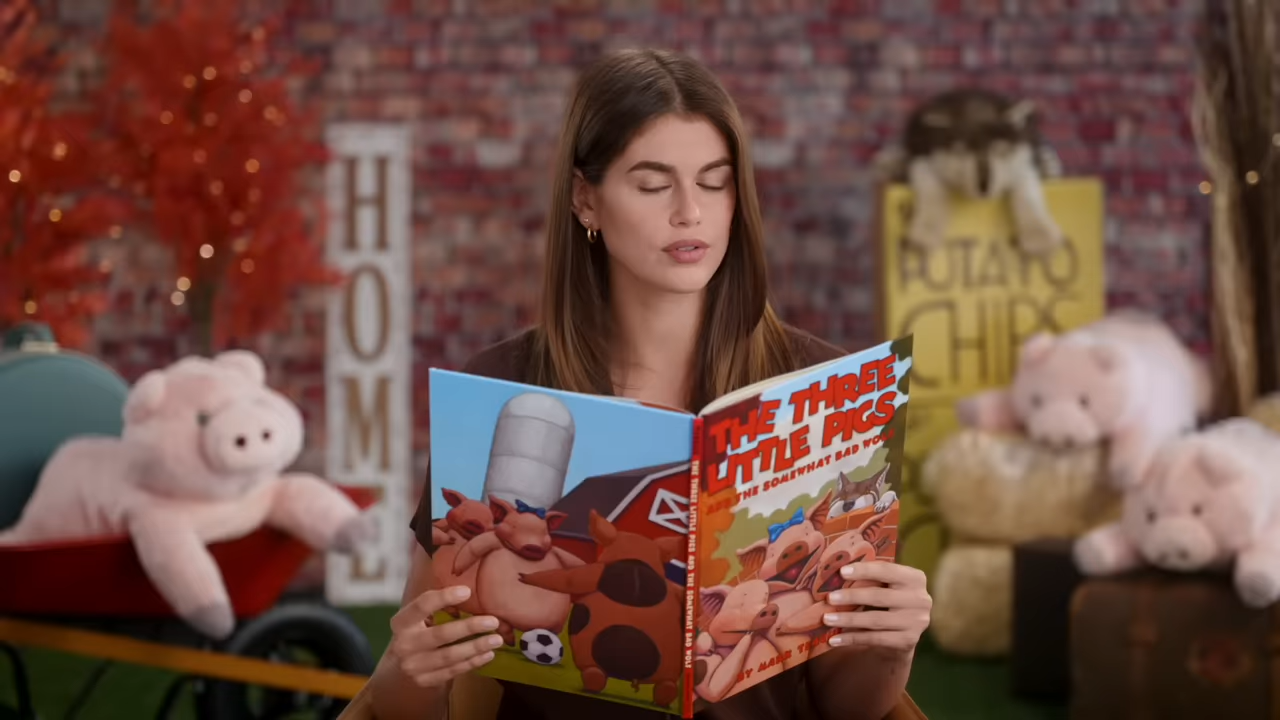 HOME
POTATO
CHIPS
THE THREE
LITTLE PIGS
AND THE SOMEWHAT BAD WOLF
BY MARK
THE THREE LITTLE PIGS AND THE SOMEWHAT BAD WOLF